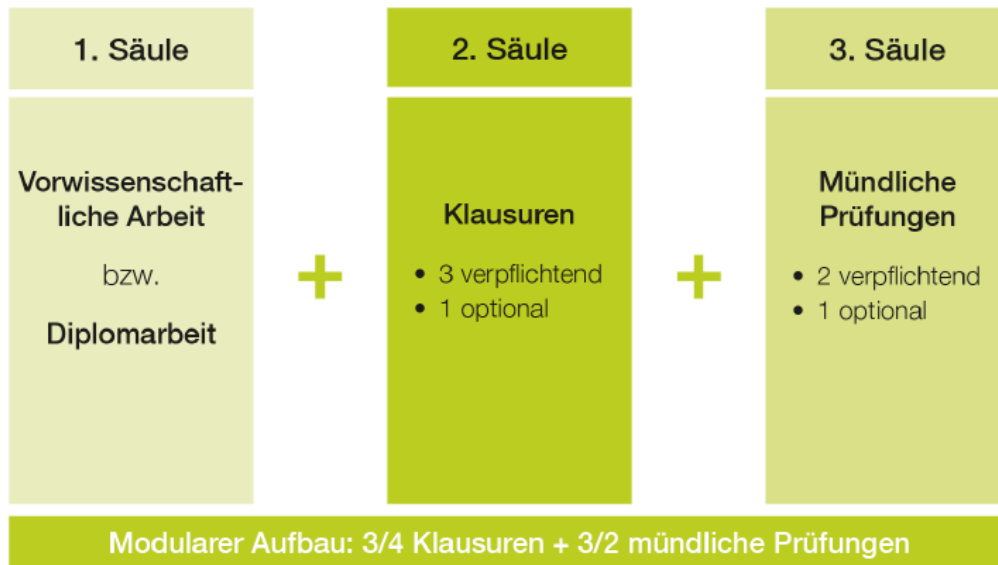 1. Säule
Vorwissenschaft-
liche Arbeit
bzw.
Diplomarbeit
+
2. Säule
Klausuren
• 3 verpflichtend
• 1 optional
+
3. Säule
Mündliche
Prüfungen
• 2 verpflichtend
• 1 optional
Modularer Aufbau: 3/4 Klausuren + 3/2 mündliche Prüfungen